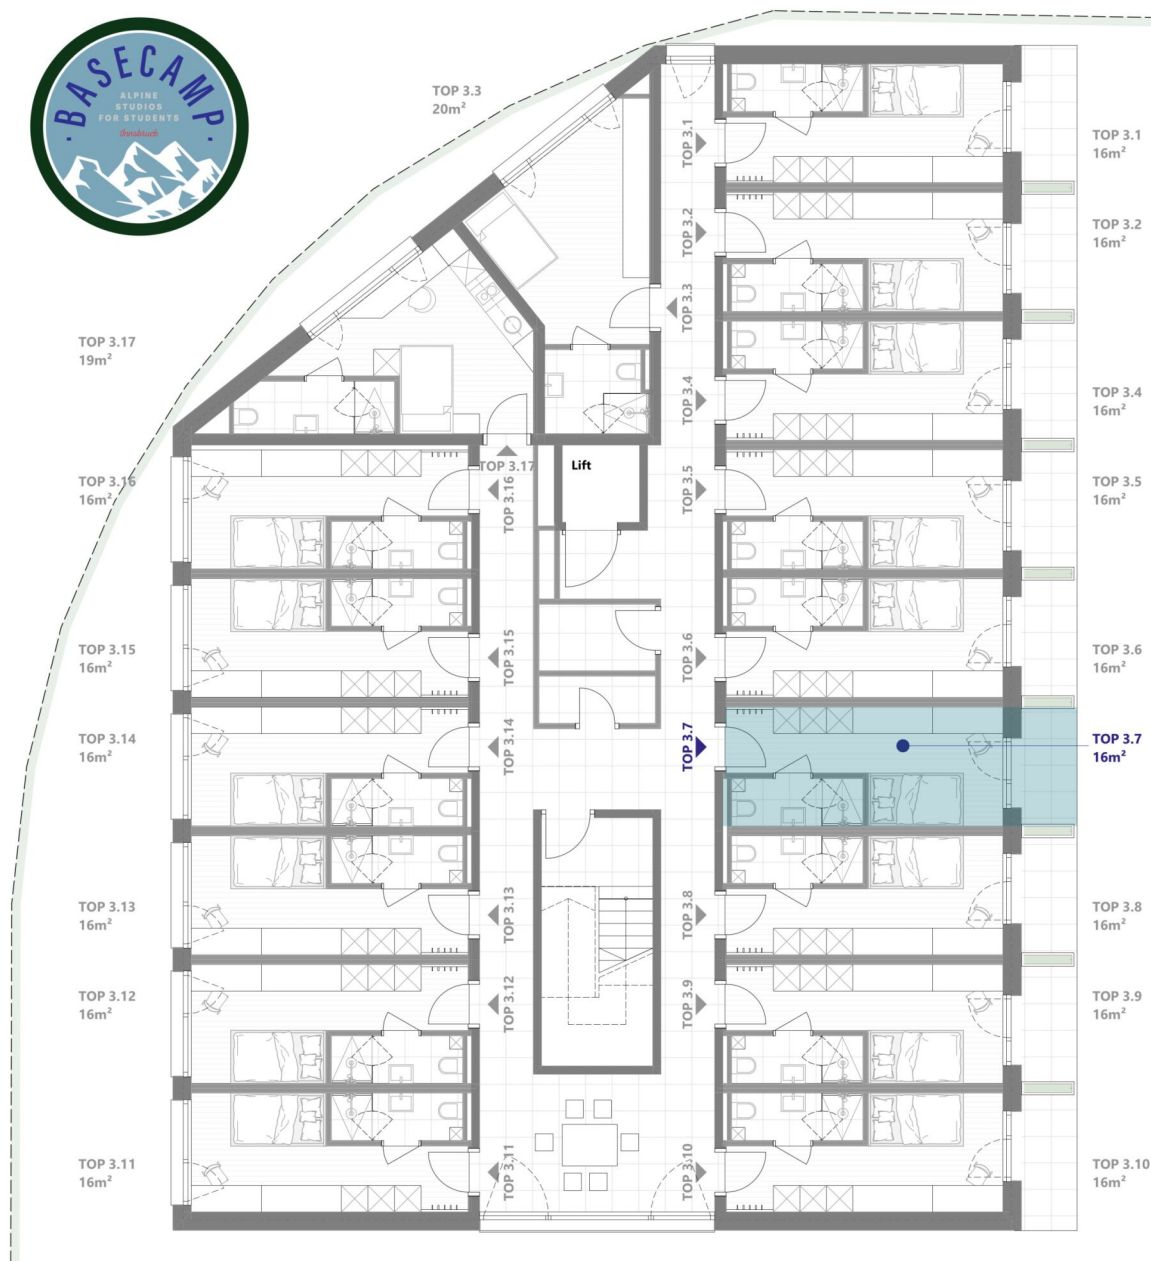 BASECAMP
ALPINE
STUDIOS
FOR STUDENTS
Innsbruck
TOP 3.3
20m²
TOP 3.17
19m²
TOP 3.16
16m²
TOP 3.15
16m²
TOP 3.14
16m²
TOP 3.13
16m²
TOP 3.12
16m²
TOP 3.11
16m²
TOP 3.1
TOP 3.2
TOP 3.3
TOP 3.4
TOP 3.17
Lift
TOP 3.16
TOP 3.5
TOP 3.15
TOP 3.6
TOP 3.14
TOP 3.7
TOP 3.13
TOP 3.8
TOP 3.12
TOP 3.9
TOP 3.11
TOP 3.10
TOP 3.1
16m²
TOP 3.2
16m²
TOP 3.4
16m²
TOP 3.5
16m²
TOP 3.6
16m²
TOP 3.7
16m²
TOP 3.8
16m²
TOP 3.9
16m²
TOP 3.10
16m²